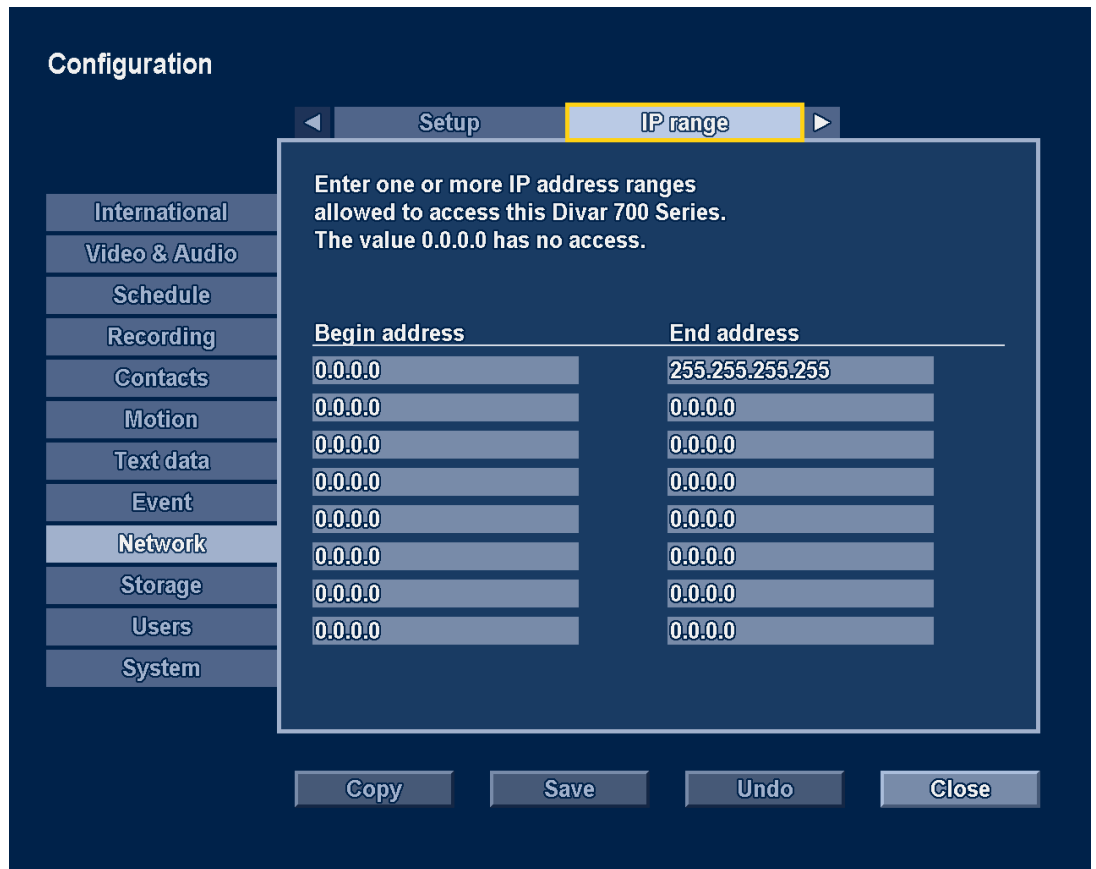 Configuration
Setup IP range
Enter one or more IP address ranges
allowed to access this Divar 700 Series.
The value 0.0.0.0 has no access.
International
Video & Audio
Schedule
Recording
Contacts
Motion
Text data
Event
Network
Storage
Users
System
Begin address End address
0.0.0.0 255.255.255.255
0.0.0.0 0.0.0.0
0.0.0.0 0.0.0.0
0.0.0.0 0.0.0.0
0.0.0.0 0.0.0.0
0.0.0.0 0.0.0.0
0.0.0.0 0.0.0.0
0.0.0.0 0.0.0.0
Copy Save Undo Close